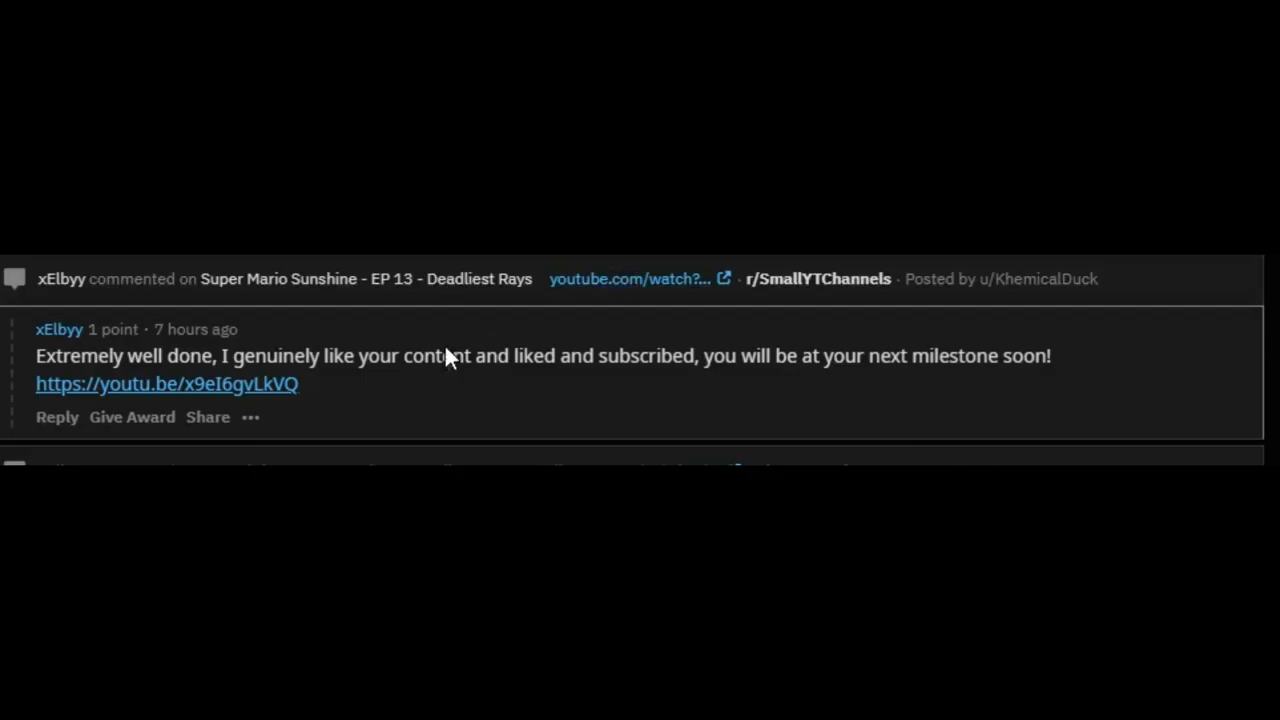 xElbyy commented on Super Mario Sunshine - EP 13 - Deadliest Rays youtube.com/watch?... · r/SmallYTChannels · Posted by u/KhemicalDuck
xElbyy 1 point · 7 hours ago
Extremely well done, I genuinely like your content and liked and subscribed, you will be at your next milestone soon!
https://youtu.be/x9eI6gvLkVQ
Reply Give Award Share ···